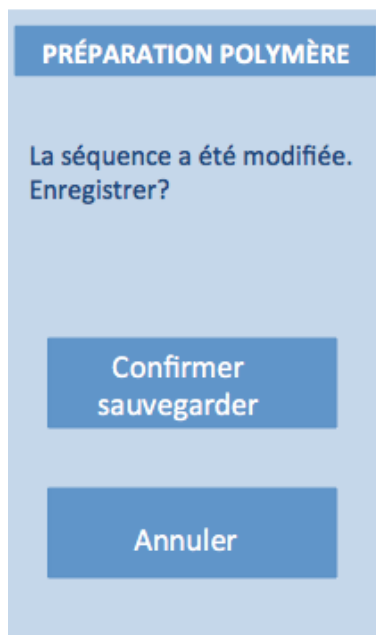 PRÉPARATION POLYMÈRE
La séquence a été modifiée.
Enregistrer?
Confirmer
sauvegarder
Annuler